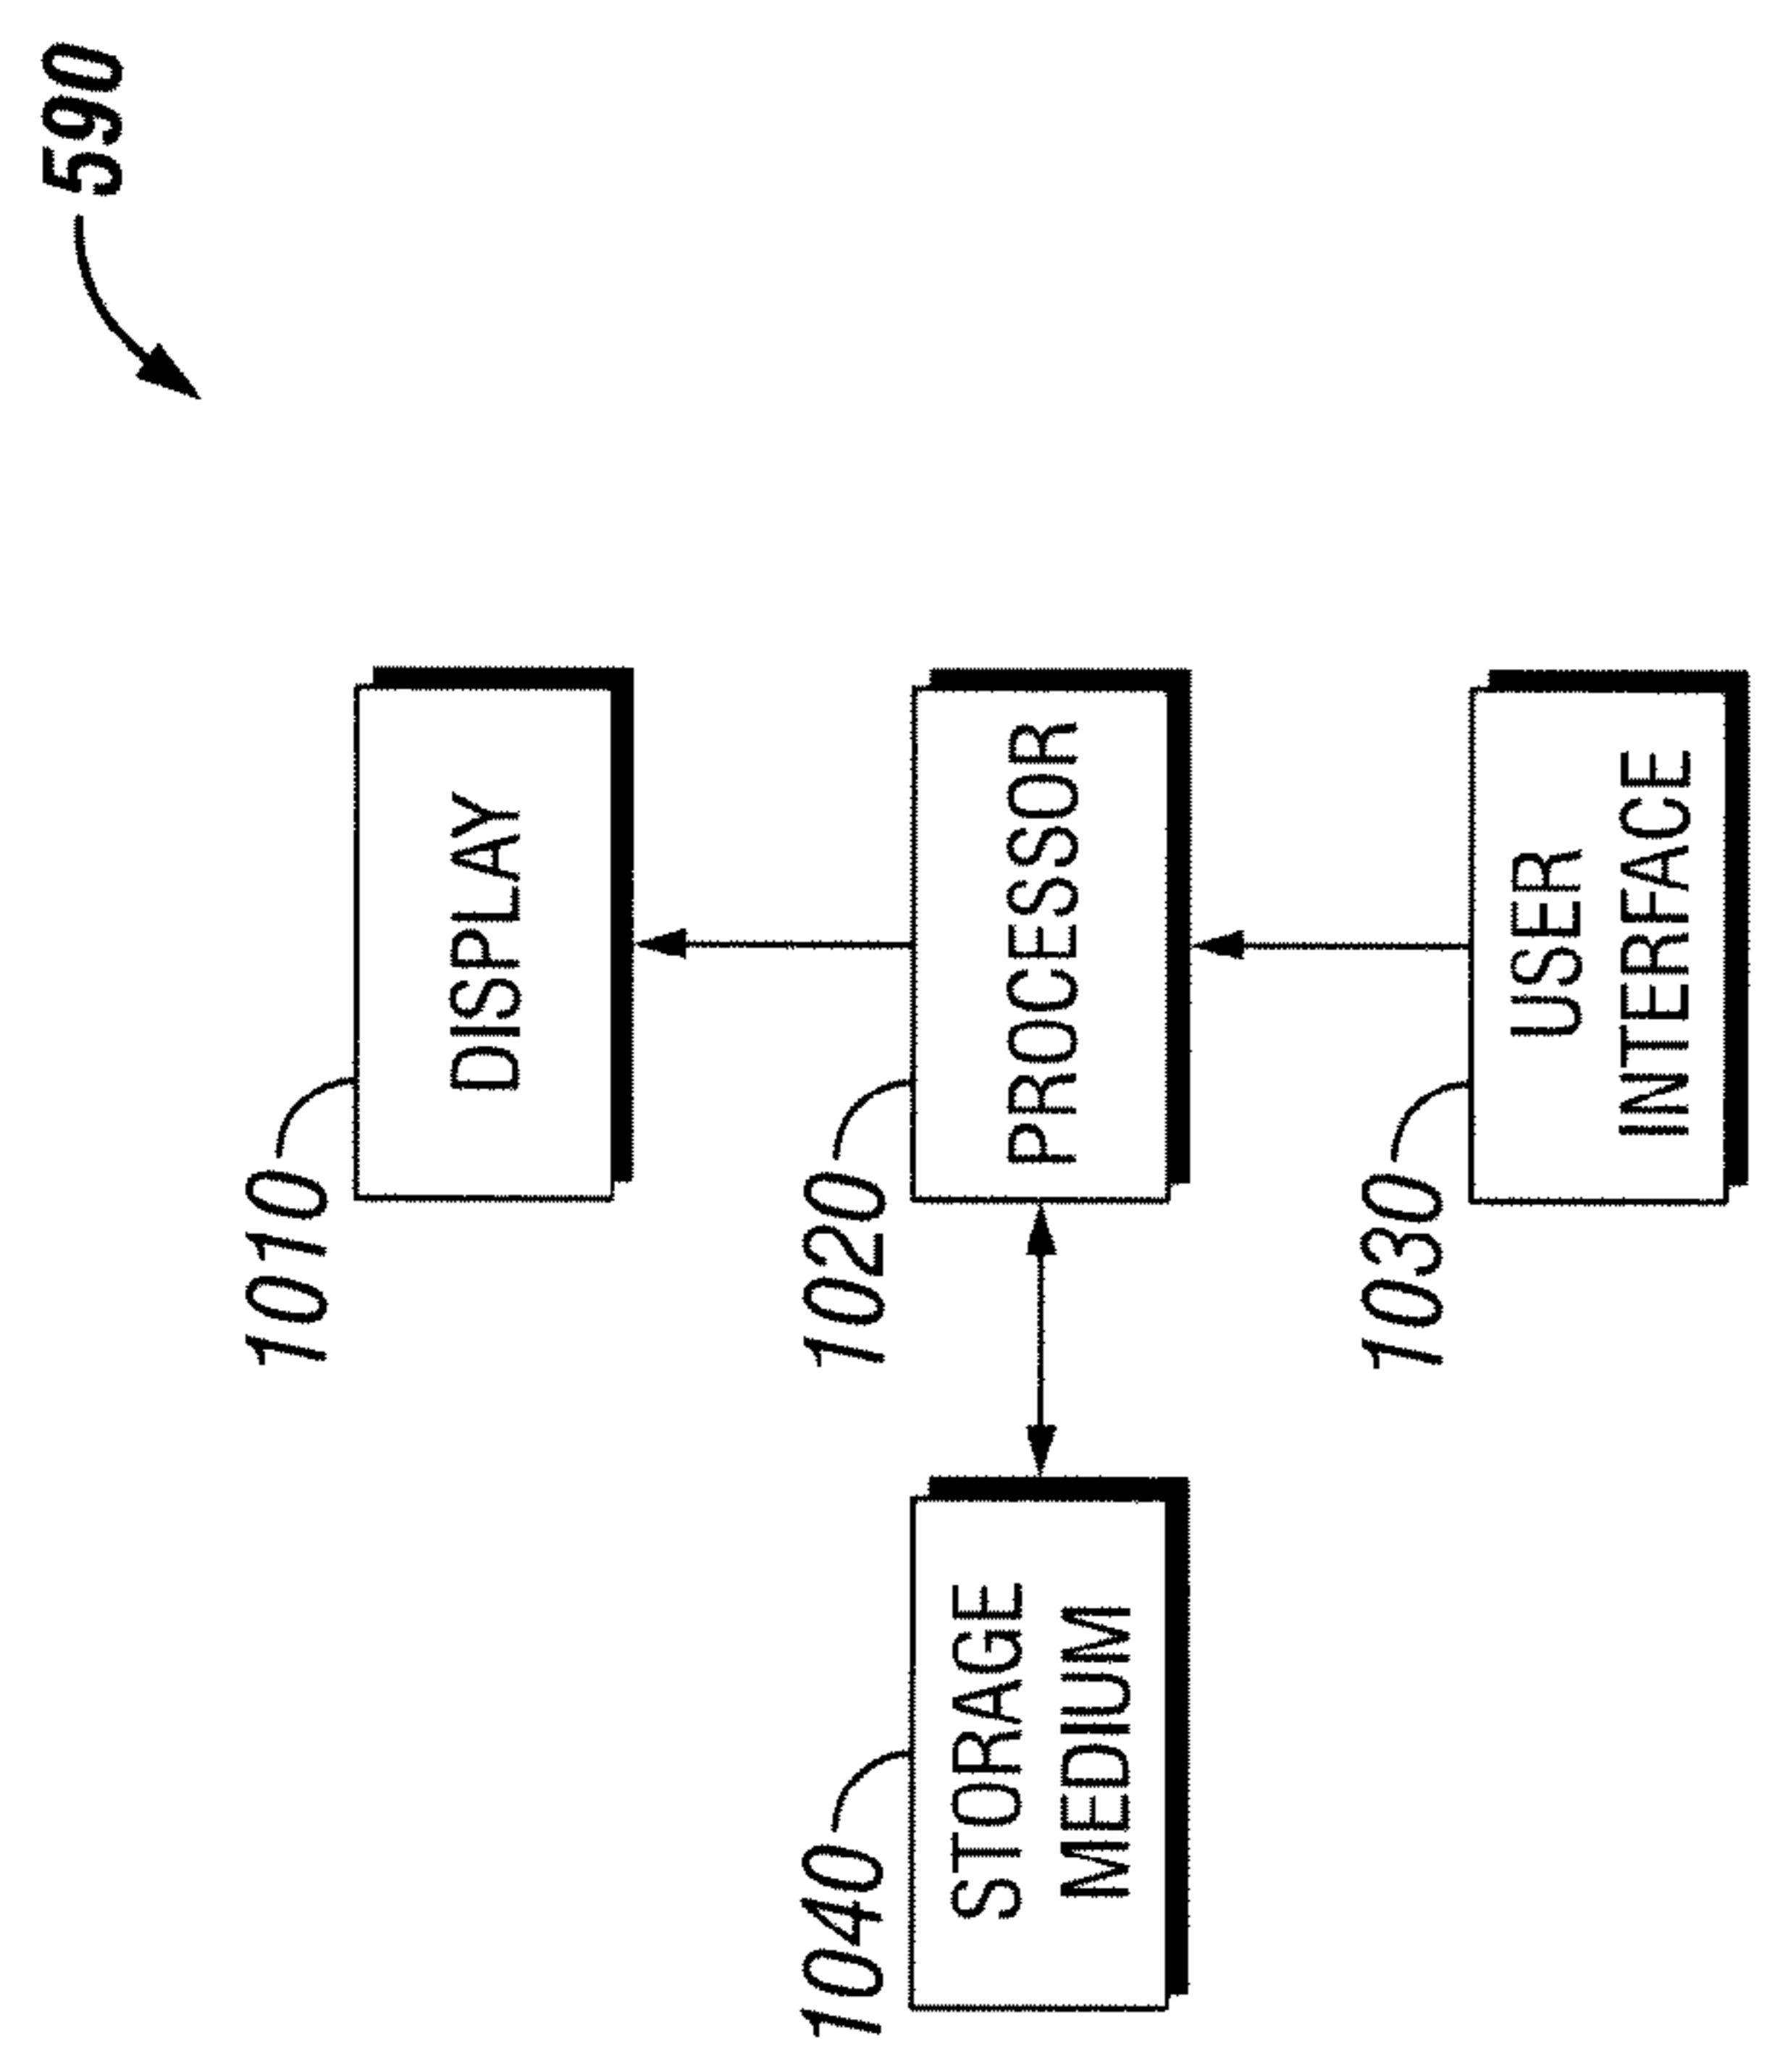 590
1010
DISPLAY
1020
PROCESSOR
1040
STORAGE
MEDIUM
1030
USER
INTERFACE